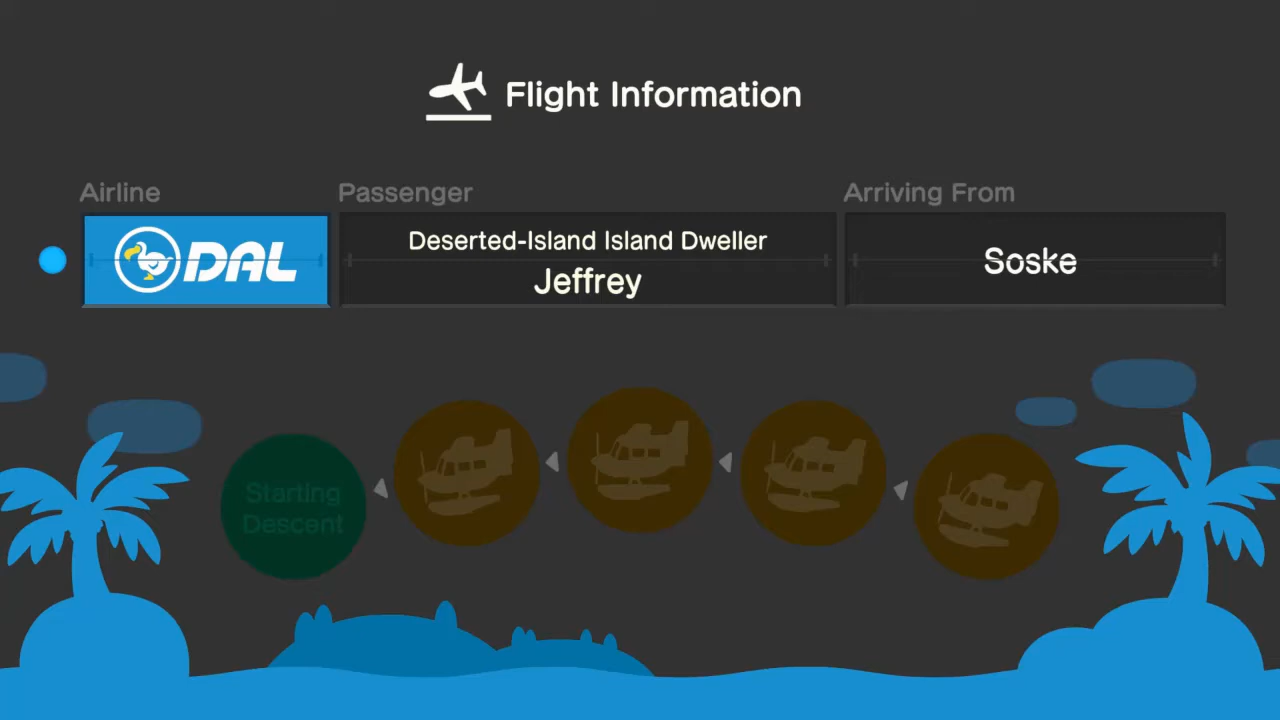 Flight Information
Airline
Passenger
Arriving From
DAL
Deserted-Island Island Dweller
Jeffrey
Soske
Starting
Descent